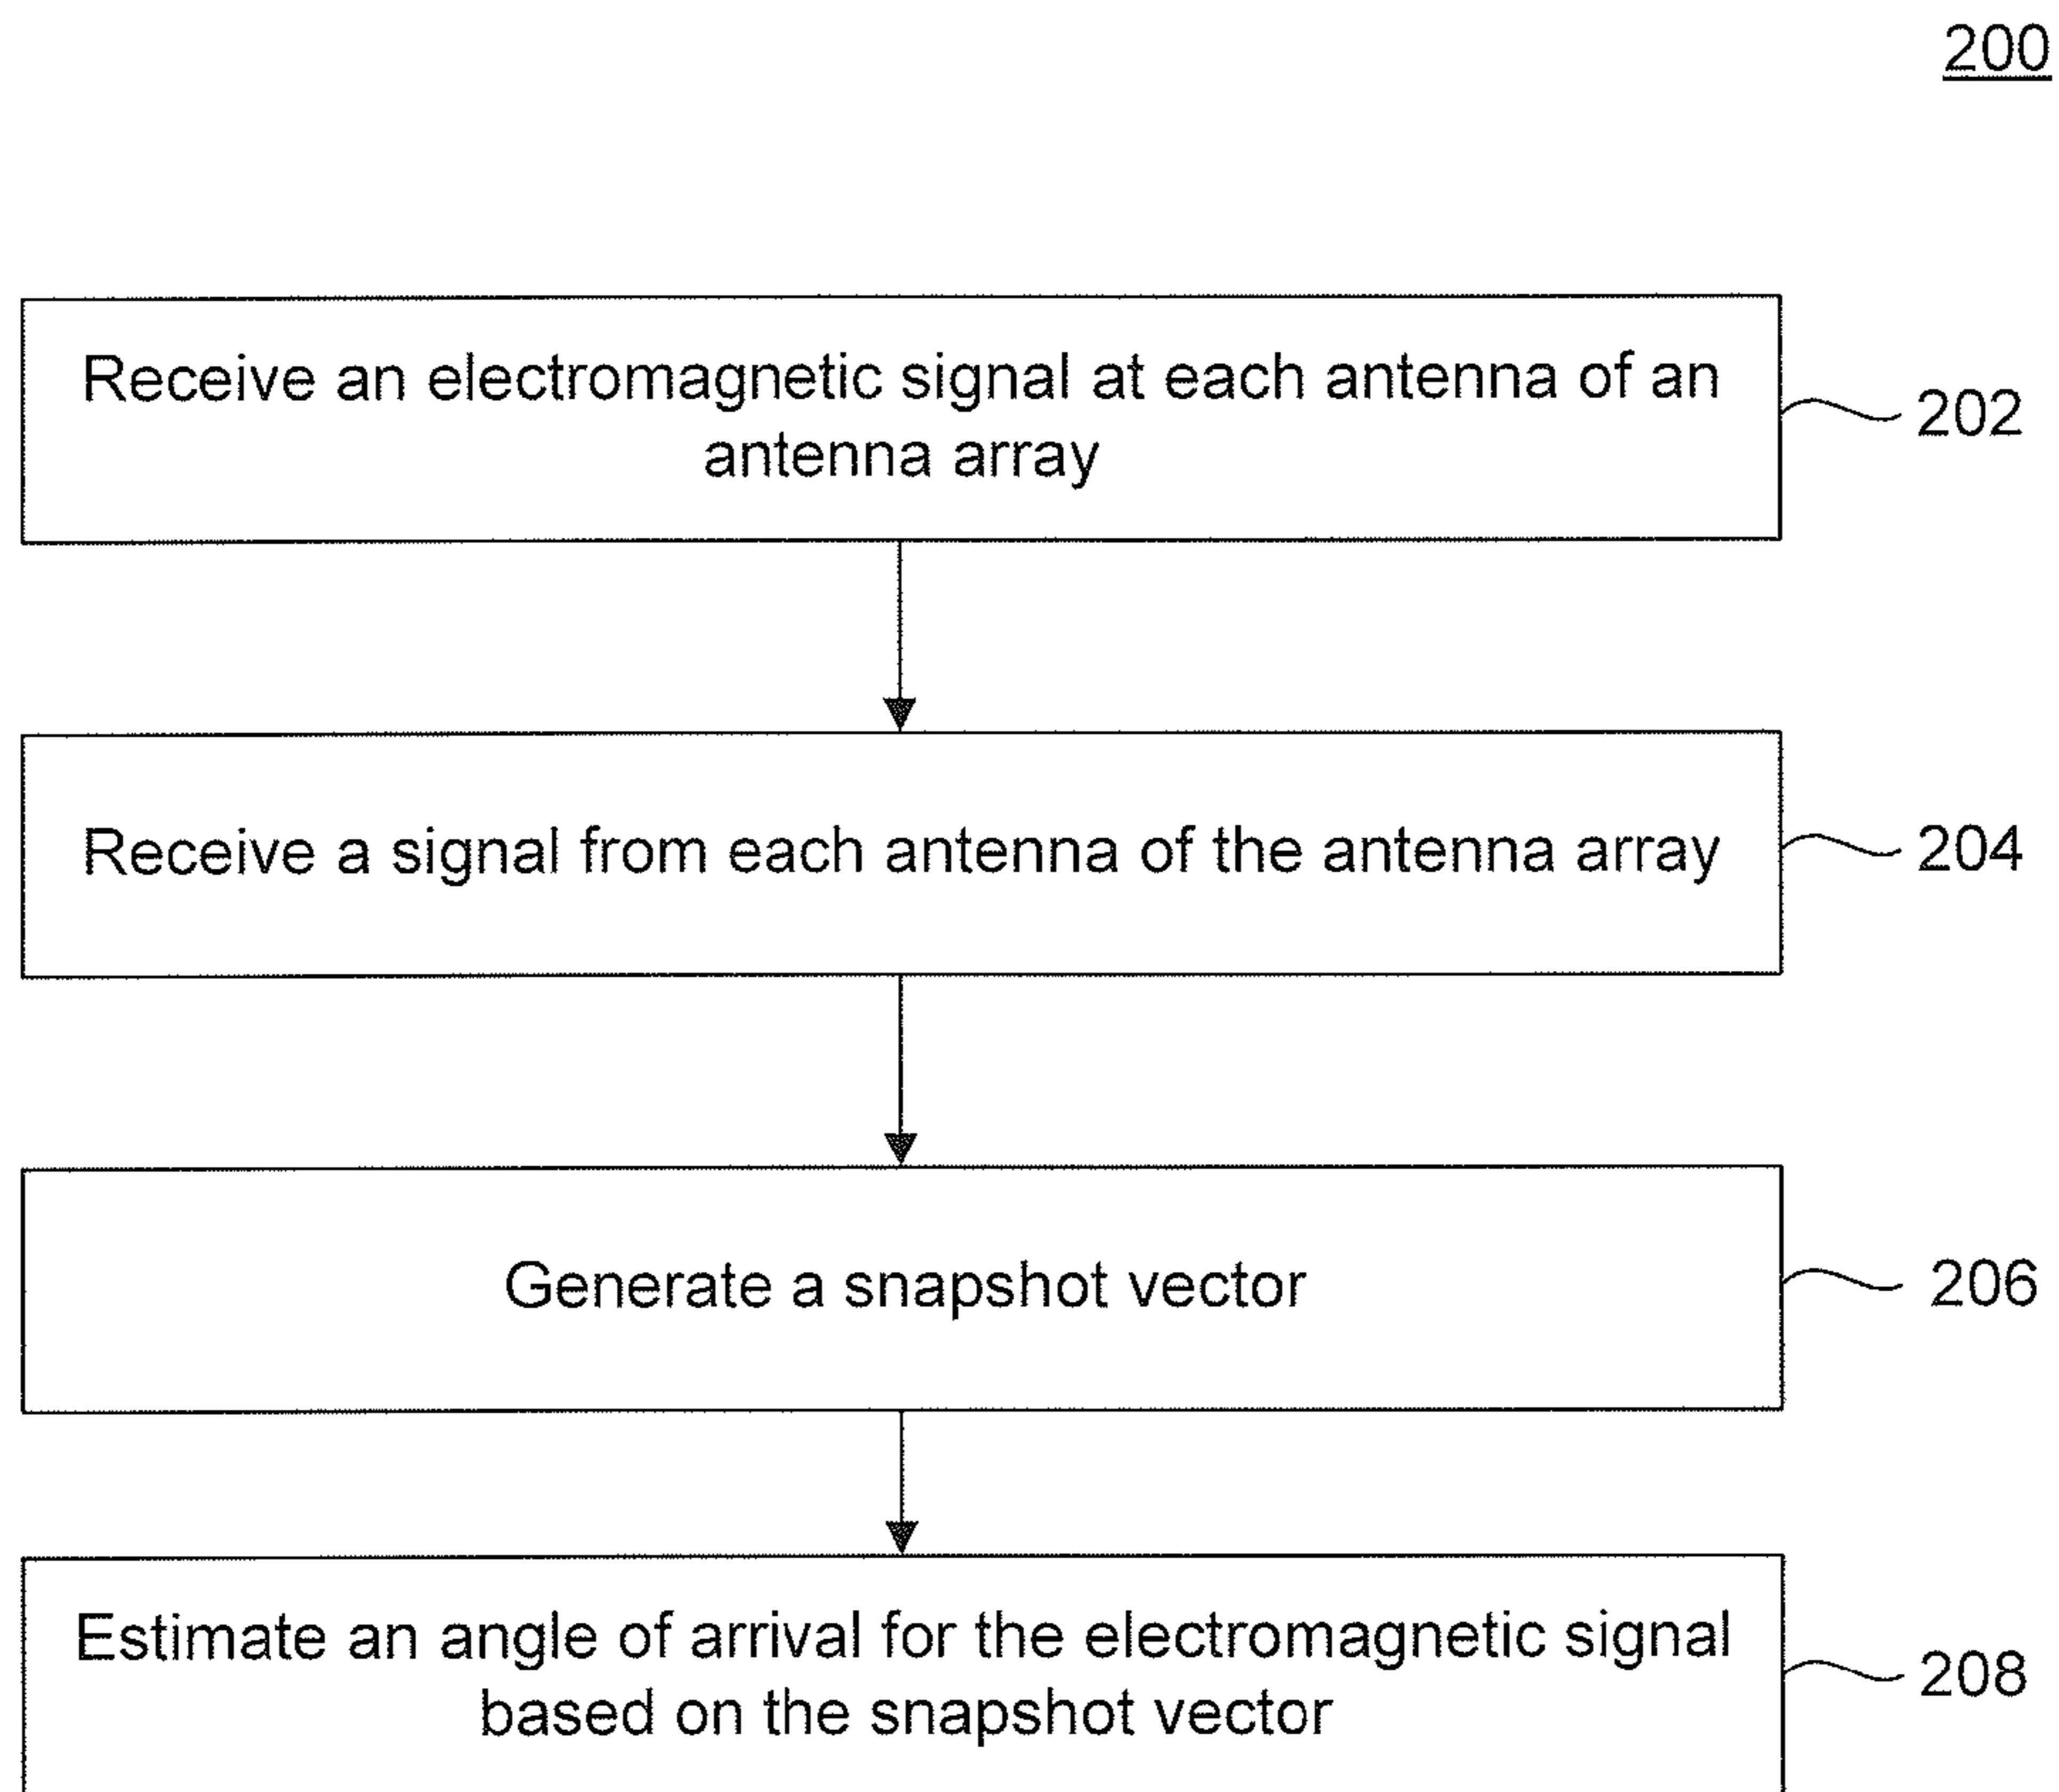 200
Receive an electromagnetic signal at each antenna of an
antenna array
202
Receive a signal from each antenna of the antenna array
204
Generate a snapshot vector
206
Estimate an angle of arrival for the electromagnetic signal
based on the snapshot vector
208